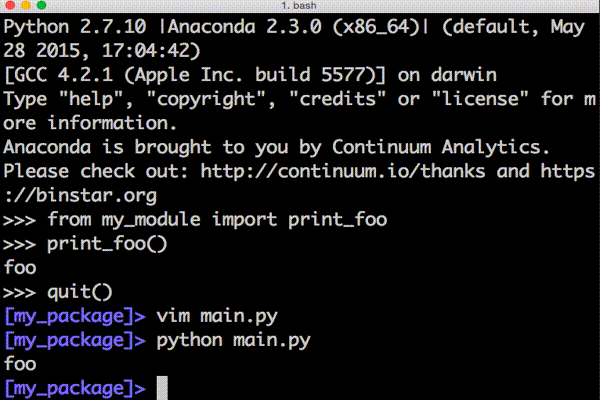 1. bash
Python 2.7.10 |Anaconda 2.3.0 (x86_64)| (default, May
28 2015, 17:04:42)
[GCC 4.2.1 (Apple Inc. build 5577)] on darwin
Type "help", "copyright", "credits" or "license" for m
ore information.
Anaconda is brought to you by Continuum Analytics.
Please check out: http://continuum.io/thanks and https
://binstar.org
>>> from my_module import print_foo
>>> print_foo()
foo
>>> quit()
[my_package]> vim main.py
[my_package]> python main.py
foo
[my_package]>